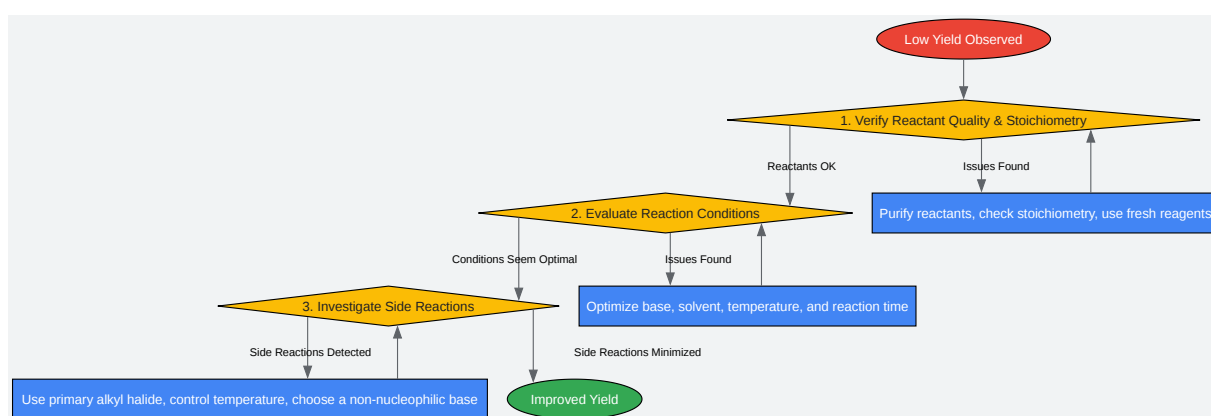 Low Yield Observed
1. Verify Reactant Quality & Stoichiometry
Reactants OK
Issues Found
Purify reactants, check stoichiometry, use fresh reagents
2. Evaluate Reaction Conditions
Conditions Seem Optimal
Issues Found
Optimize base, solvent, temperature, and reaction time
3. Investigate Side Reactions
Side Reactions Detected
Side Reactions Minimized
Use primary alkyl halide, control temperature, choose a non-nucleophilic base
Improved Yield